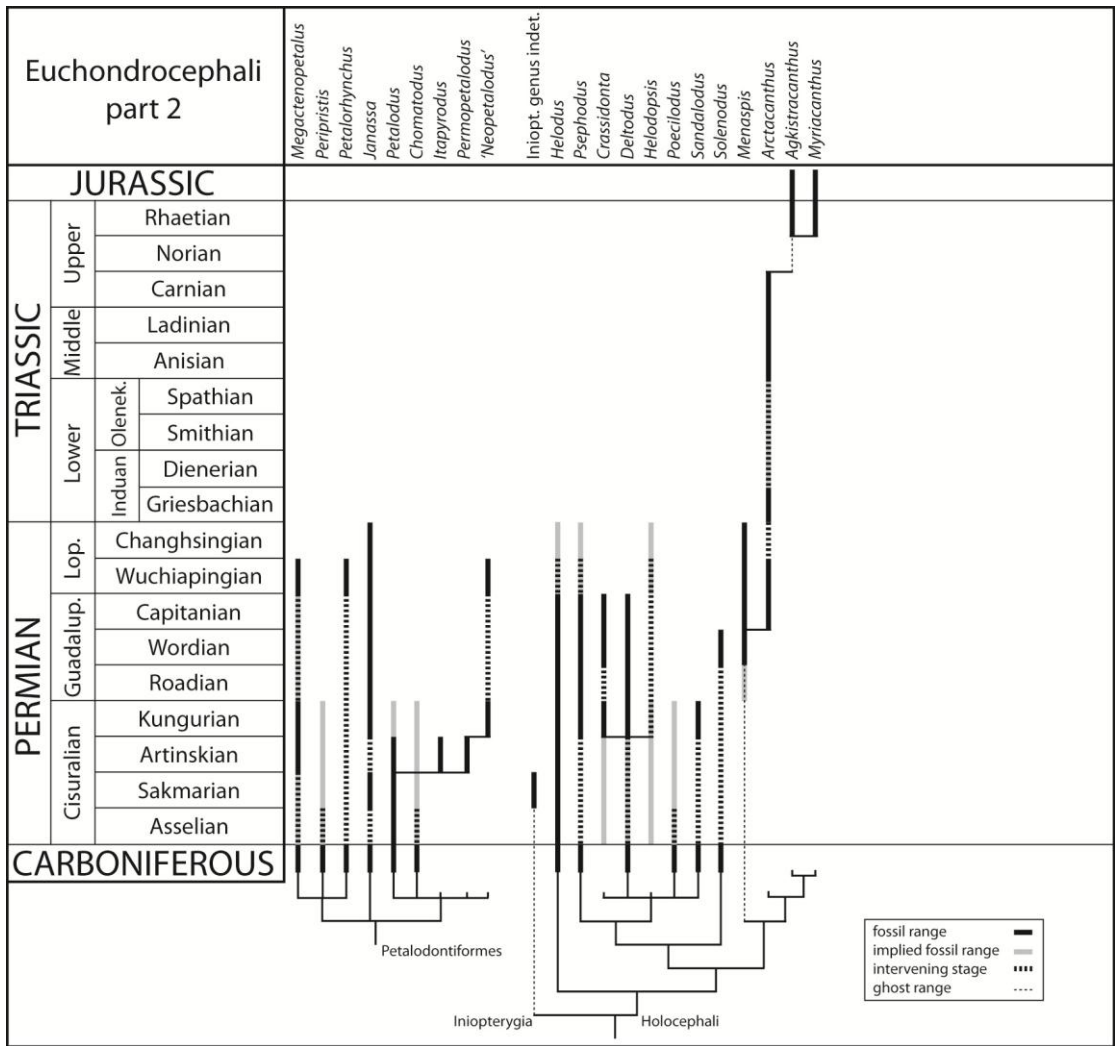 Euchondrocephali
part 2
Megactenopetalus
Peripristis
Petalorhynchus
Janassa
Petalodus
Chomatodus
Itapyrodus
Permopetalodus
'Neopetalodus'
Iniopt. genus indet.
Helodus
Psephodus
Crassidonta
Deltodus
Helodopsis
Poecilodus
Sandalodus
Solenodus
Menaspis
Arctacanthus
Agkistracanthus
Myriacanthus
JURASSIC
TRIASSIC
Upper
Rhaetian
Norian
Carnian
Middle
Ladinian
Anisian
Lower
Olenek.
Spathian
Smithian
Induan
Dienerian
Griesbachian
PERMIAN
Lop.
Changhsingian
Wuchiapingian
Guadalup.
Capitanian
Wordian
Roadian
Cisuralian
Kungurian
Artinskian
Sakmarian
Asselian
CARBONIFEROUS
Petalodontiformes
Iniopterygia
Holocephali
fossil range
implied fossil range
intervening stage
ghost range